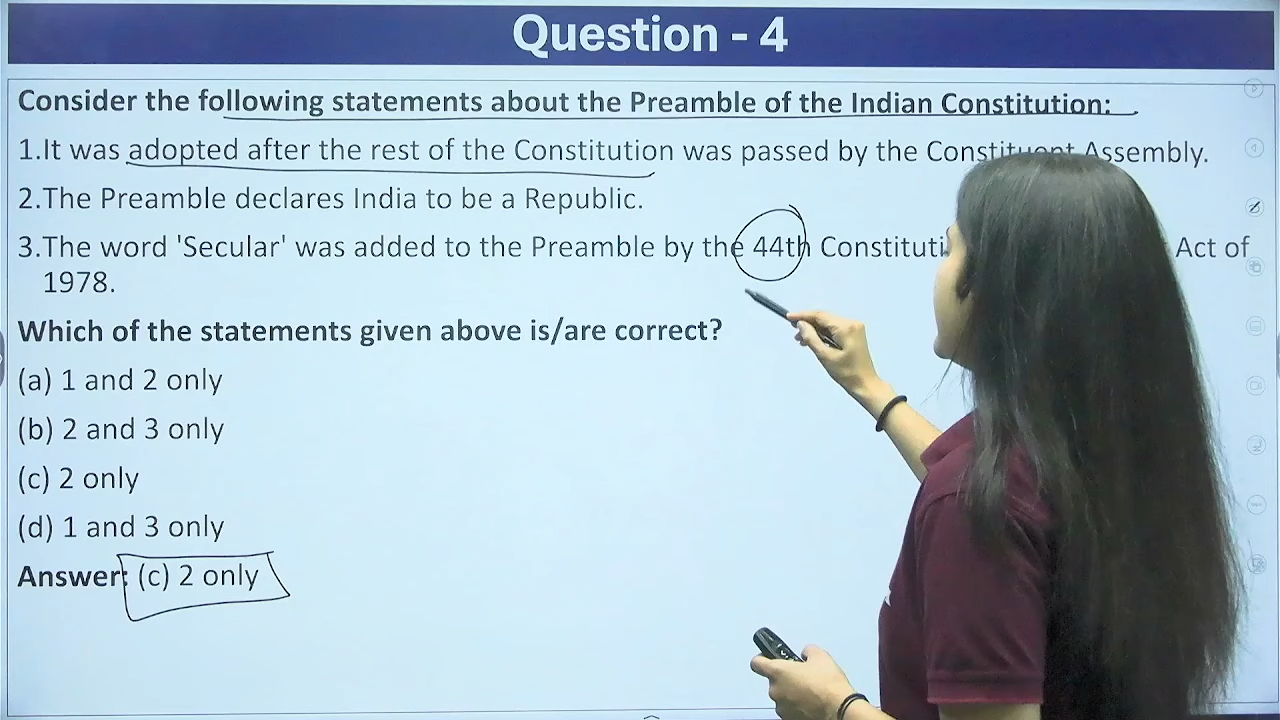 Question - 4
Consider the following statements about the Preamble of the Indian Constitution:
1.It was adopted after the rest of the Constitution was passed by the Constituent Assembly.
2.The Preamble declares India to be a Republic.
3.The word 'Secular' was added to the Preamble by the 44th Act of
1978.
Which of the statements given above is/are correct?
(a) 1 and 2 only
(b) 2 and 3 only
(c) 2 only
(d) 1 and 3 only
Answer: (c) 2 only